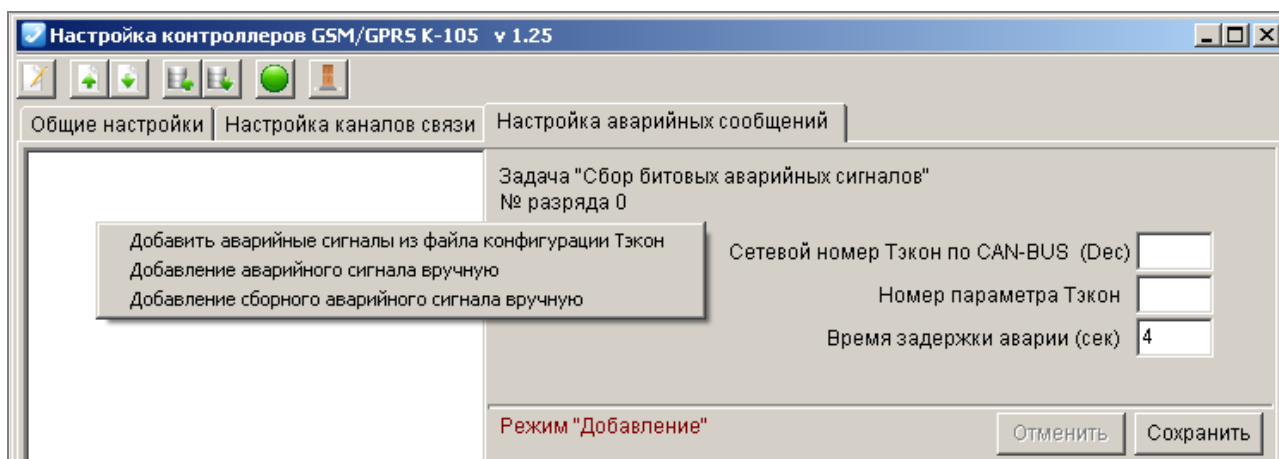 Настройка контроллеров GSM/GPRS K-105 v 1.25
Общие настройки
Настройка каналов связи
Настройка аварийных сообщений
Задача "Сбор битовых аварийных сигналов"
№ разряда 0
Добавить аварийные сигналы из файла конфигурации Тэкон
Добавление аварийного сигнала вручную
Добавление сборного аварийного сигнала вручную
Сетевой номер Тэкон по CAN-BUS (Dec)
Номер параметра Тэкон
Время задержки аварии (сек) 4
Режим "Добавление"
Отменить
Сохранить